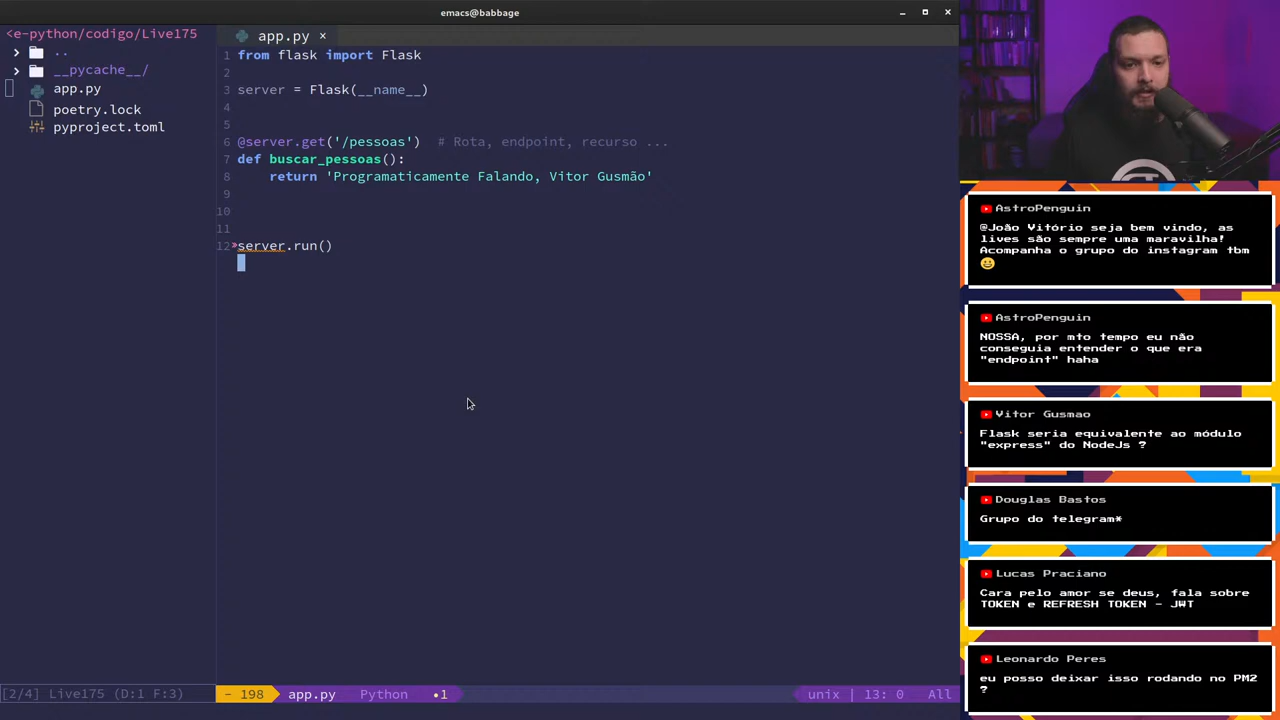 emacs@babbage
<e-python/codigo/Live175
..
__pycache__/
app.py
poetry.lock
pyproject.toml
app.py ×
1 from flask import Flask
2
3 server = Flask(__name__)
4
5
6 @server.get('/pessoas')  # Rota, endpoint, recurso ...
7 def buscar_pessoas():
8     return 'Programaticamente Falando, Vitor Gusmão'
9
10
11
12 server.run()
[2/4] Live175 (D:1 F:3)
- 198 app.py Python •1 unix | 13: 0 All
AstroPenguin
@João Vitório seja bem vindo, as
lives são sempre uma maravilha!
Acompanha o grupo do instagram tbm
😀
AstroPenguin
NOSSA, por mto tempo eu não
conseguia entender o que era
"endpoint" haha
Vitor Gusmao
Flask seria equivalente ao módulo
"express" do NodeJs ?
Douglas Bastos
Grupo do telegram*
Lucas Praciano
Cara pelo amor se deus, fala sobre
TOKEN e REFRESH TOKEN - JWT
Leonardo Peres
eu posso deixar isso rodando no PM2
?